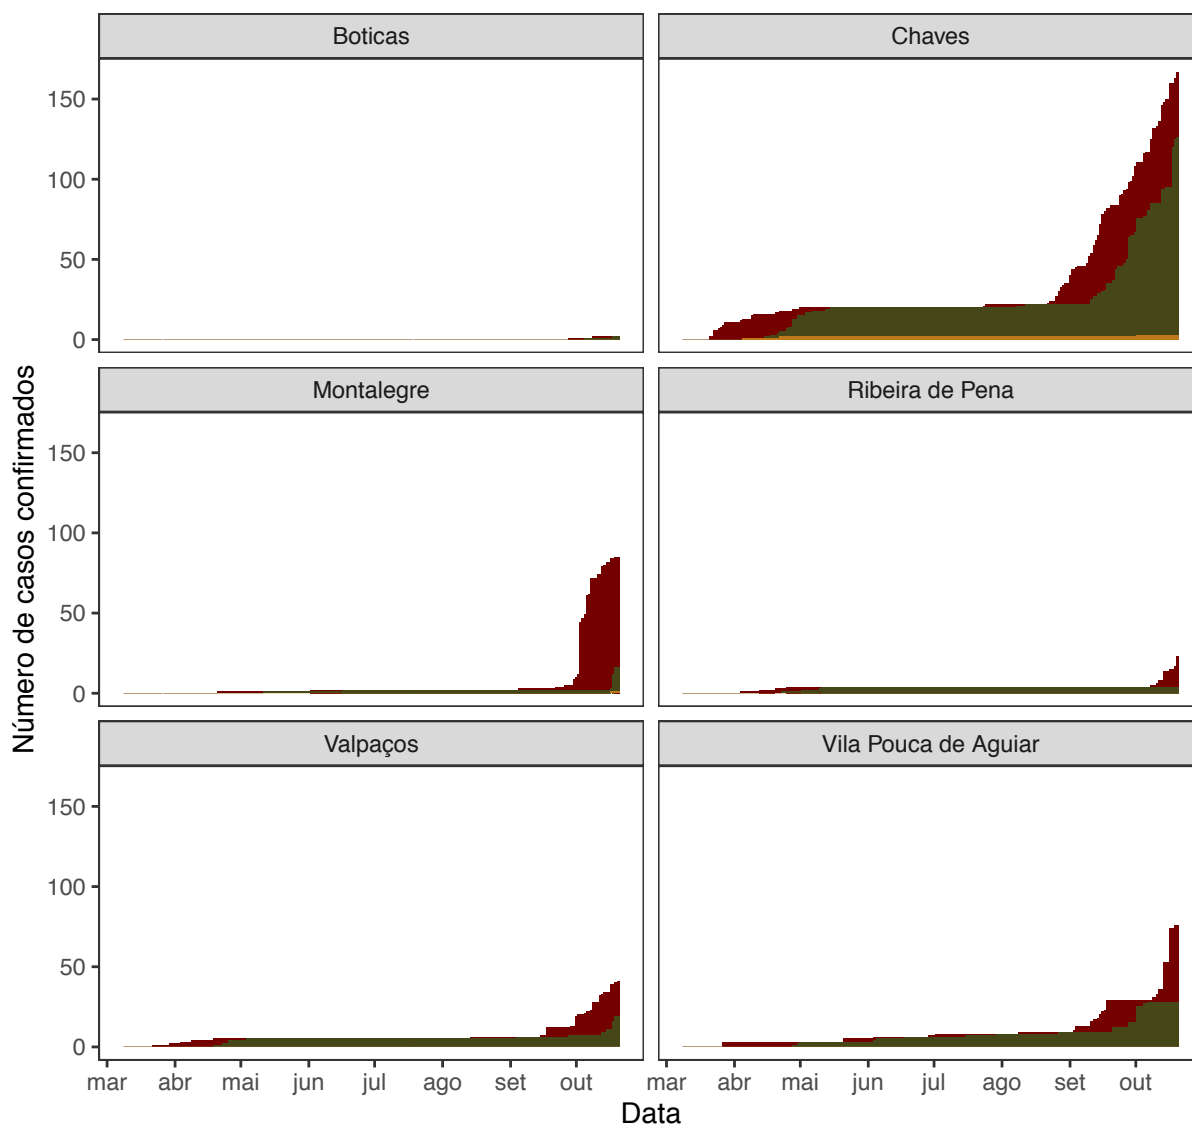 Boticas
Chaves
150
100
50
0
Montalegre
Ribeira de Pena
150
100
50
0
Valpaços
Vila Pouca de Aguiar
150
100
50
0
mar abr mai jun jul ago set out
mar abr mai jun jul ago set out
Data
Número de casos confirmados